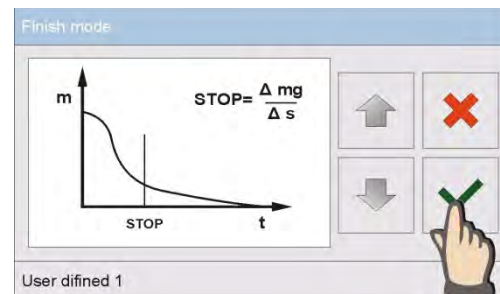 Finish mode
m
STOP= Δ mg
Δ s
STOP
t
User difined 1